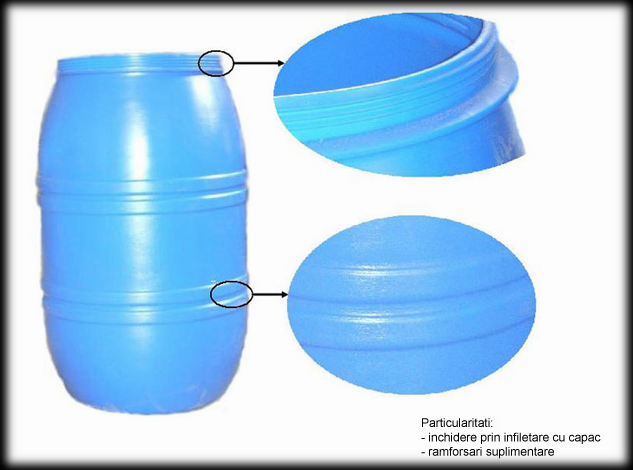 Particularitati:
- inchidere prin infiletare cu capac
- ramforsari suplimentare